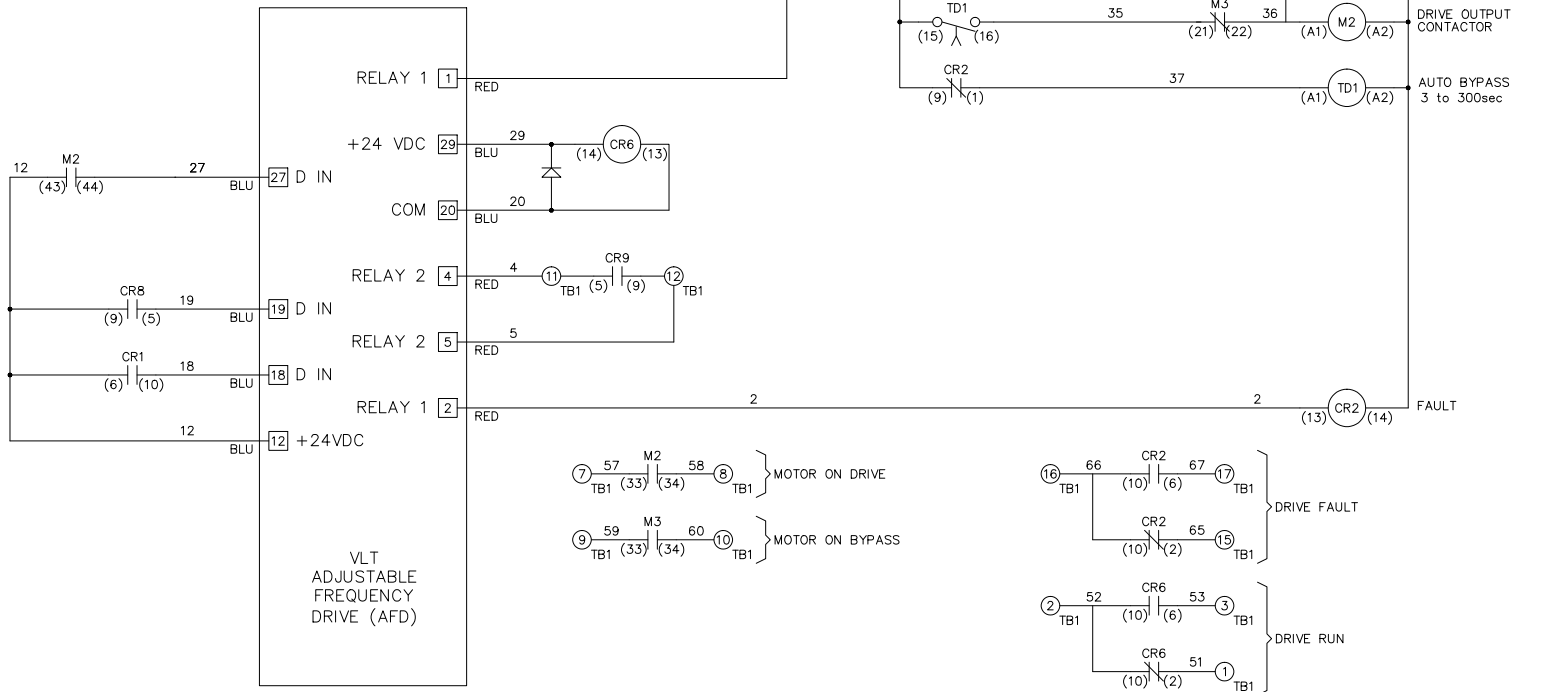 TD1
(15) (16)
35
M3
(21) (22)
36
(A1) M2 (A2)
DRIVE OUTPUT
CONTACTOR
CR2
(9) (1)
37
(A1) TD1 (A2)
AUTO BYPASS
3 to 300sec
RELAY 1 1
RED
+24 VDC 29
29
BLU
(14) CR6 (13)
12
M2
(43) (44)
27
BLU
27 D IN
COM 20
20
BLU
RELAY 2 4
4
RED
11
TB1
CR9
(5) (9)
12
TB1
CR8
(9) (5)
19
BLU
19 D IN
RELAY 2 5
5
RED
CR1
(6) (10)
18
BLU
18 D IN
RELAY 1 2
RED
2
2
(13) CR2 (14)
FAULT
12
BLU
12 +24VDC
7
TB1
57
M2
(33) (34)
58
8
TB1
MOTOR ON DRIVE
9
TB1
59
M3
(33) (34)
60
10
TB1
MOTOR ON BYPASS
16
TB1
66
CR2
(10) (6)
67
17
TB1
DRIVE FAULT
CR2
(10) (2)
65
15
TB1
2
TB1
52
CR6
(10) (6)
53
3
TB1
DRIVE RUN
CR6
(10) (2)
51
1
TB1
VLT
ADJUSTABLE
FREQUENCY
DRIVE (AFD)